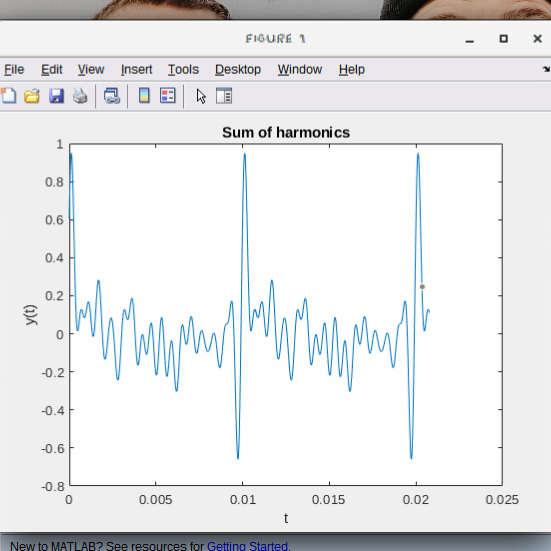 FIGURE 1
File Edit View Insert Tools Desktop Window Help
Sum of harmonics
1
0.8
0.6
0.4
0.2
0
-0.2
-0.4
-0.6
-0.8
y(t)
0 0.005 0.01 0.015 0.02 0.025
t
New to MATLAB? See resources for Getting Started.